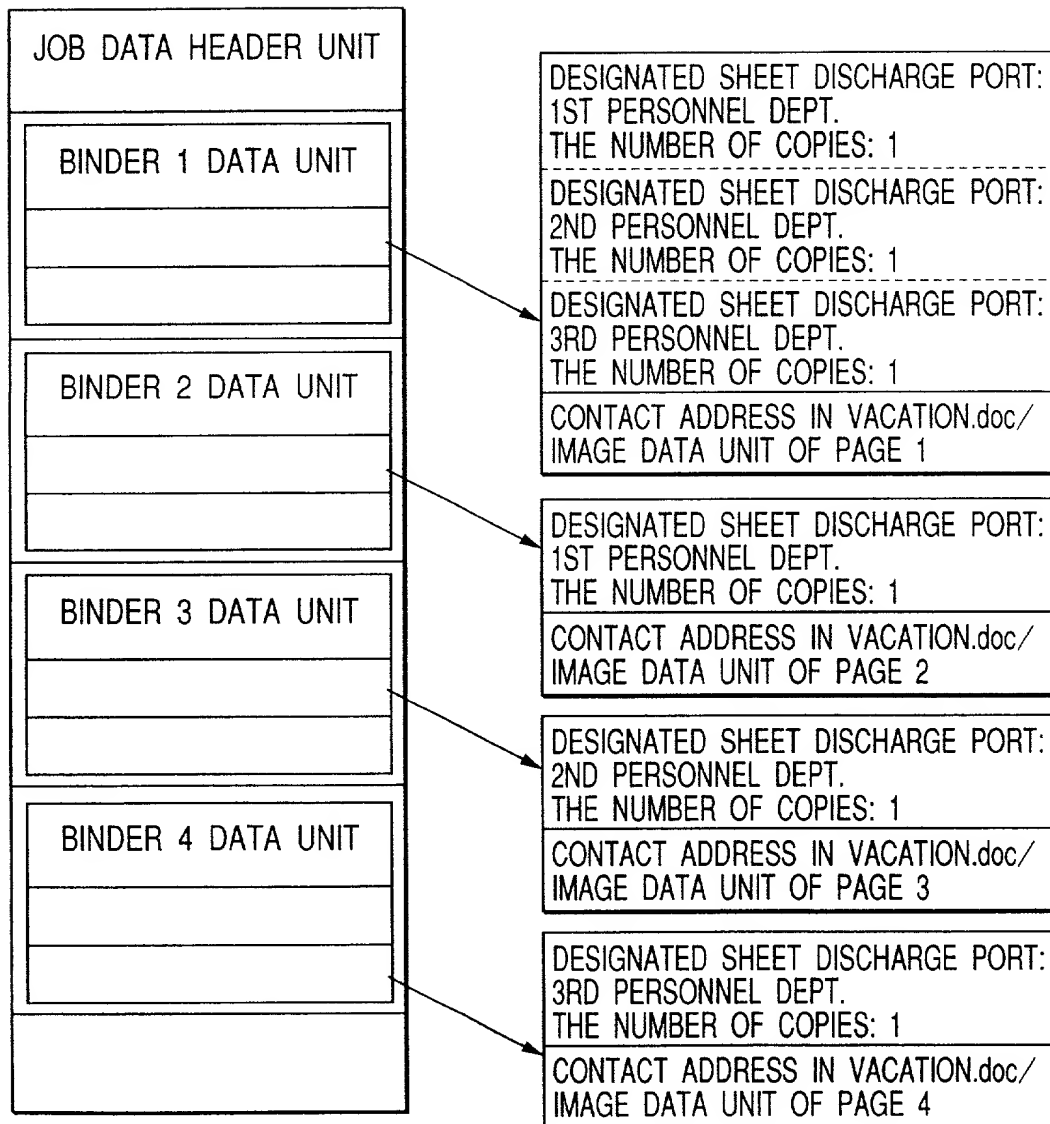 JOB DATA HEADER UNIT
BINDER 1 DATA UNIT
BINDER 2 DATA UNIT
BINDER 3 DATA UNIT
BINDER 4 DATA UNIT
DESIGNATED SHEET DISCHARGE PORT:
1ST PERSONNEL DEPT.
THE NUMBER OF COPIES: 1
DESIGNATED SHEET DISCHARGE PORT:
2ND PERSONNEL DEPT.
THE NUMBER OF COPIES: 1
DESIGNATED SHEET DISCHARGE PORT:
3RD PERSONNEL DEPT.
THE NUMBER OF COPIES: 1
CONTACT ADDRESS IN VACATION.doc/
IMAGE DATA UNIT OF PAGE 1
DESIGNATED SHEET DISCHARGE PORT:
1ST PERSONNEL DEPT.
THE NUMBER OF COPIES: 1
CONTACT ADDRESS IN VACATION.doc/
IMAGE DATA UNIT OF PAGE 2
DESIGNATED SHEET DISCHARGE PORT:
2ND PERSONNEL DEPT.
THE NUMBER OF COPIES: 1
CONTACT ADDRESS IN VACATION.doc/
IMAGE DATA UNIT OF PAGE 3
DESIGNATED SHEET DISCHARGE PORT:
3RD PERSONNEL DEPT.
THE NUMBER OF COPIES: 1
CONTACT ADDRESS IN VACATION.doc/
IMAGE DATA UNIT OF PAGE 4